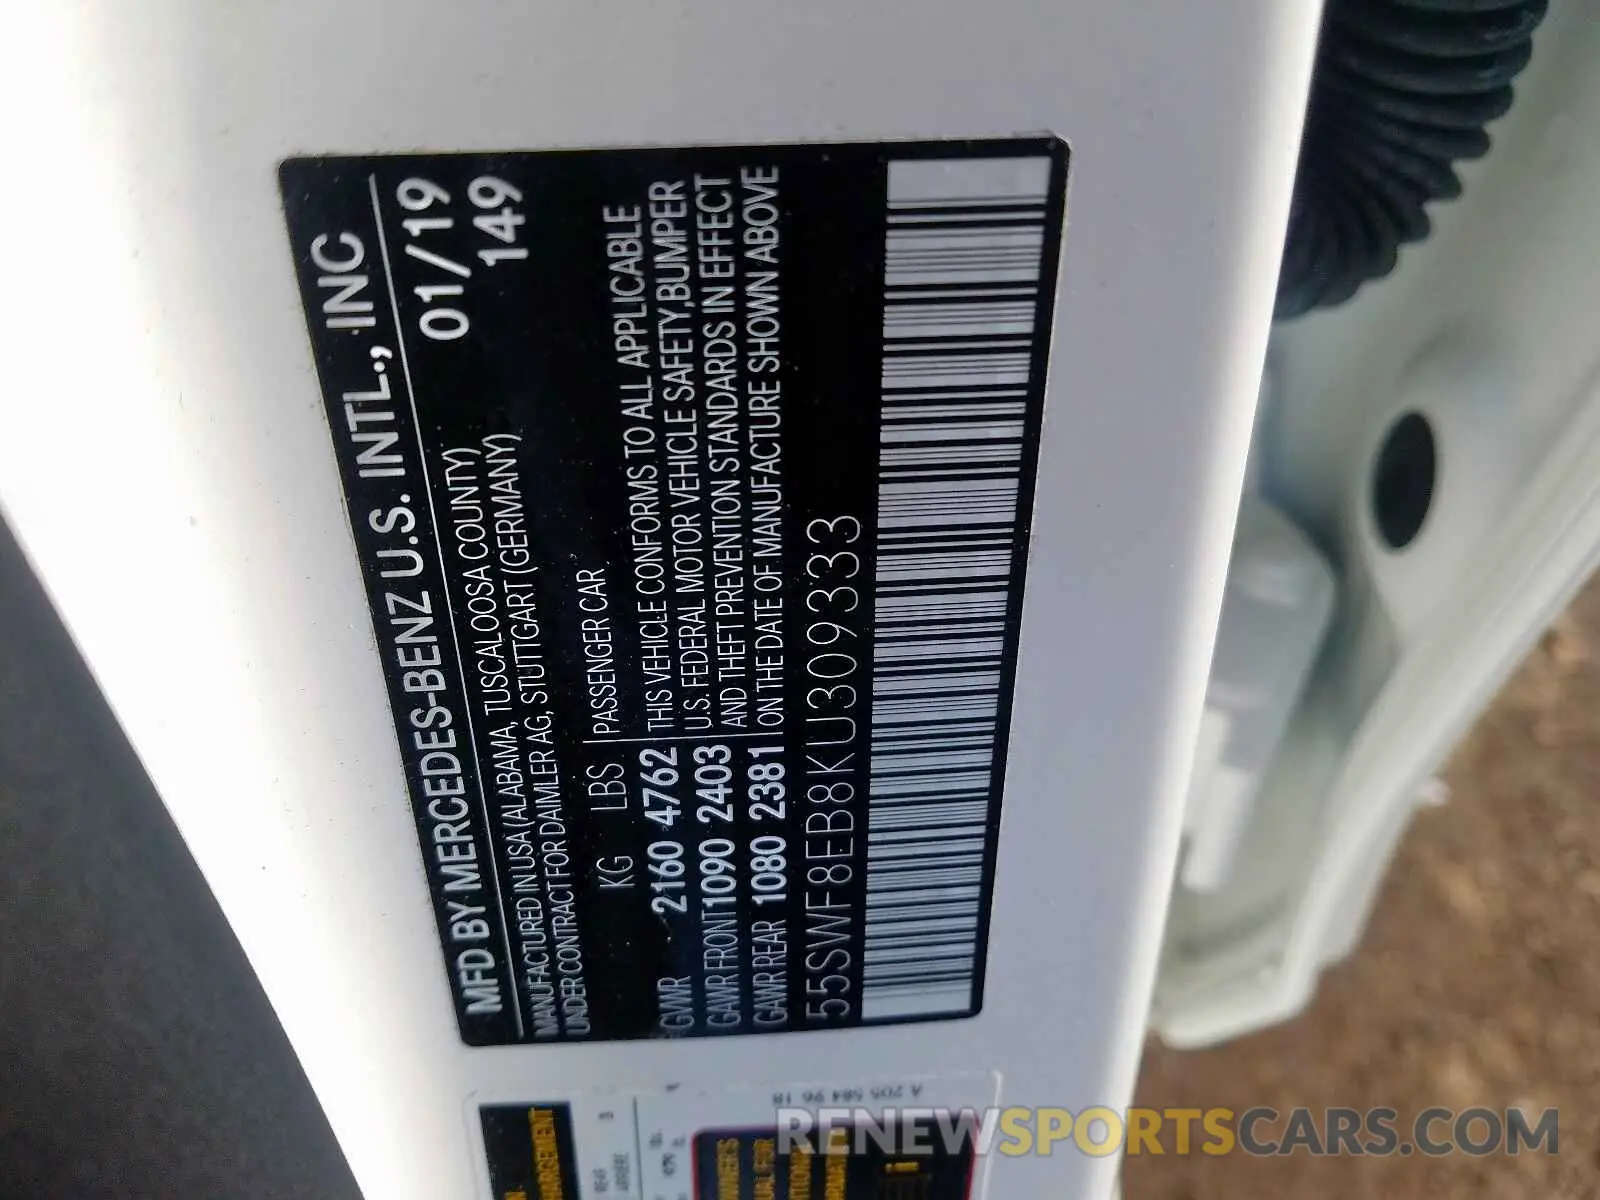 MFD BY MERCEDES-BENZ U.S. INTL., INC
MANUFACTURED IN USA (ALABAMA, TUSCALOOSA COUNTY) 01/19
UNDER CONTRACT FOR DAIMLER AG, STUTTGART (GERMANY) 149
KG LBS PASSENGER CAR
GVWR 2160 4762 THIS VEHICLE CONFORMS TO ALL APPLICABLE
U.S. FEDERAL MOTOR VEHICLE SAFETY, BUMPER
GAWR FRONT 1090 2403 AND THEFT PREVENTION STANDARDS IN EFFECT
GAWR REAR 1080 2381 ON THE DATE OF MANUFACTURE SHOWN ABOVE
55SWF8EB8KU309333
A 205 584 96 18
RENEWSPORTSCARS.COM